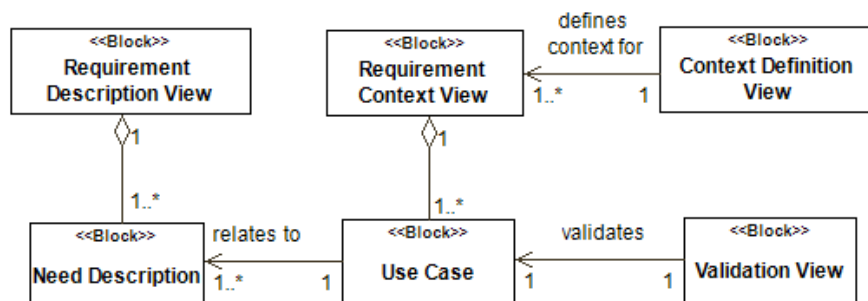 <<Block>>
Requirement
Description View
<<Block>>
Requirement
Context View
defines
context for
1..*
1
<<Block>>
Context Definition
View
1
1..*
1
1..*
<<Block>>
Need Description
relates to
1..*
1
<<Block>>
Use Case
validates
1
1
<<Block>>
Validation View